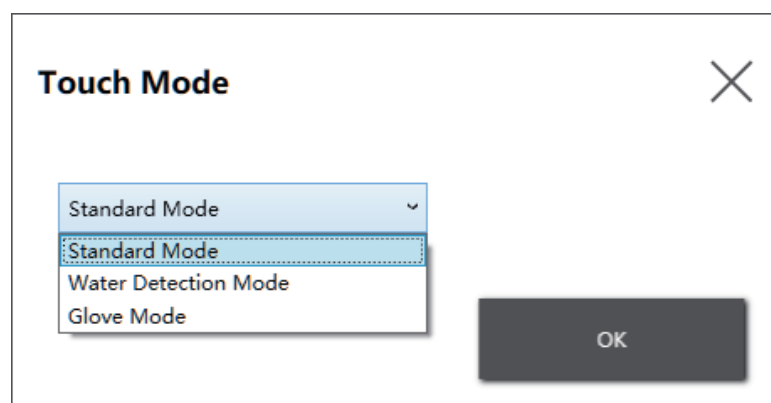 Touch Mode
Standard Mode
Standard Mode
Water Detection Mode
Glove Mode
OK